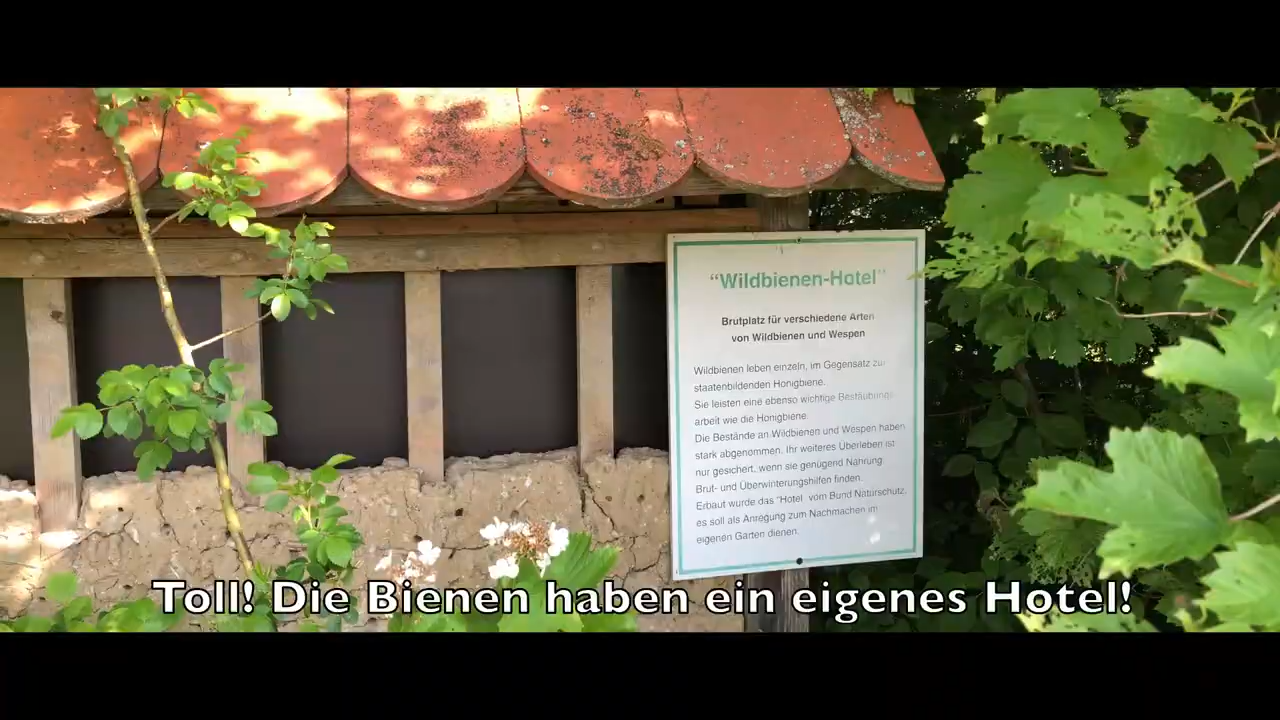 “Wildbienen-Hotel”
Brutplatz für verschiedene Arten
von Wildbienen und Wespen
Wildbienen leben einzeln, im Gegensatz zur
staatenbildenden Honigbiene.
Sie leisten eine ebenso wichtige Bestäubungs-
arbeit wie die Honigbiene.
Die Bestände an Wildbienen und Wespen haben
stark abgenommen. Ihr weiteres Überleben ist
nur gesichert, wenn sie genügend Nahrung,
Brut- und Überwinterungshilfen finden.
Erbaut wurde das "Hotel" vom Bund Naturschutz,
es soll als Anregung zum Nachmachen im
eigenen Garten dienen.
Toll! Die Bienen haben ein eigenes Hotel!